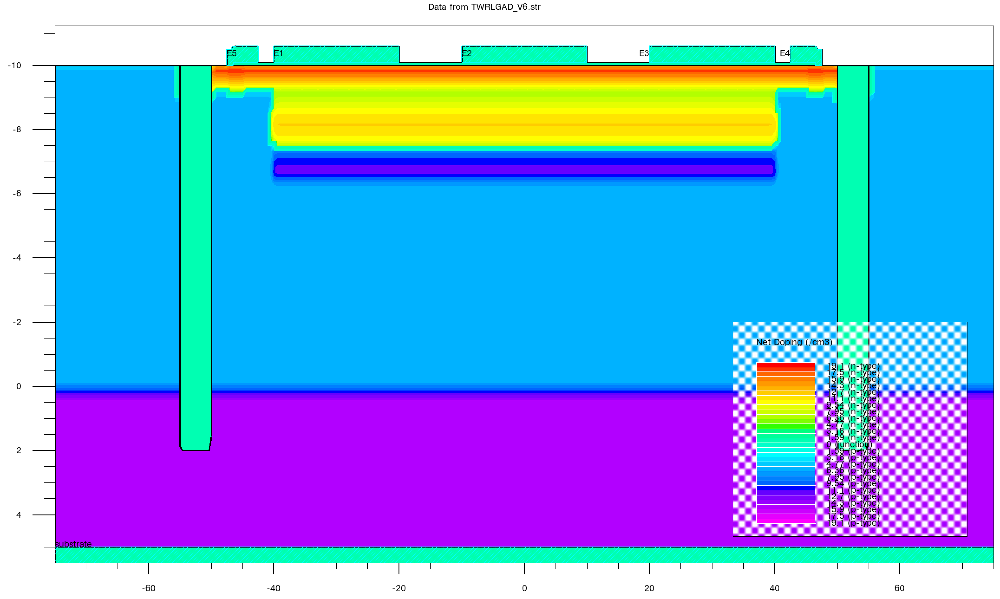 Data from TWRLGAD_V6.str
E5 E1 E2 E3 E4
-10
-8
-6
-4
-2
0
2
4
Net Doping (/cm3)
19.1 (n-type)
17.5 (n-type)
15.9 (n-type)
14.3 (n-type)
12.7 (n-type)
11.1 (n-type)
9.54 (n-type)
7.95 (n-type)
6.36 (n-type)
4.77 (n-type)
3.18 (n-type)
1.59 (n-type)
0 (junction)
1.59 (p-type)
3.18 (p-type)
4.77 (p-type)
6.36 (p-type)
7.95 (p-type)
9.54 (p-type)
11.1 (p-type)
12.7 (p-type)
14.3 (p-type)
15.9 (p-type)
17.5 (p-type)
19.1 (p-type)
substrate
-60 -40 -20 0 20 40 60